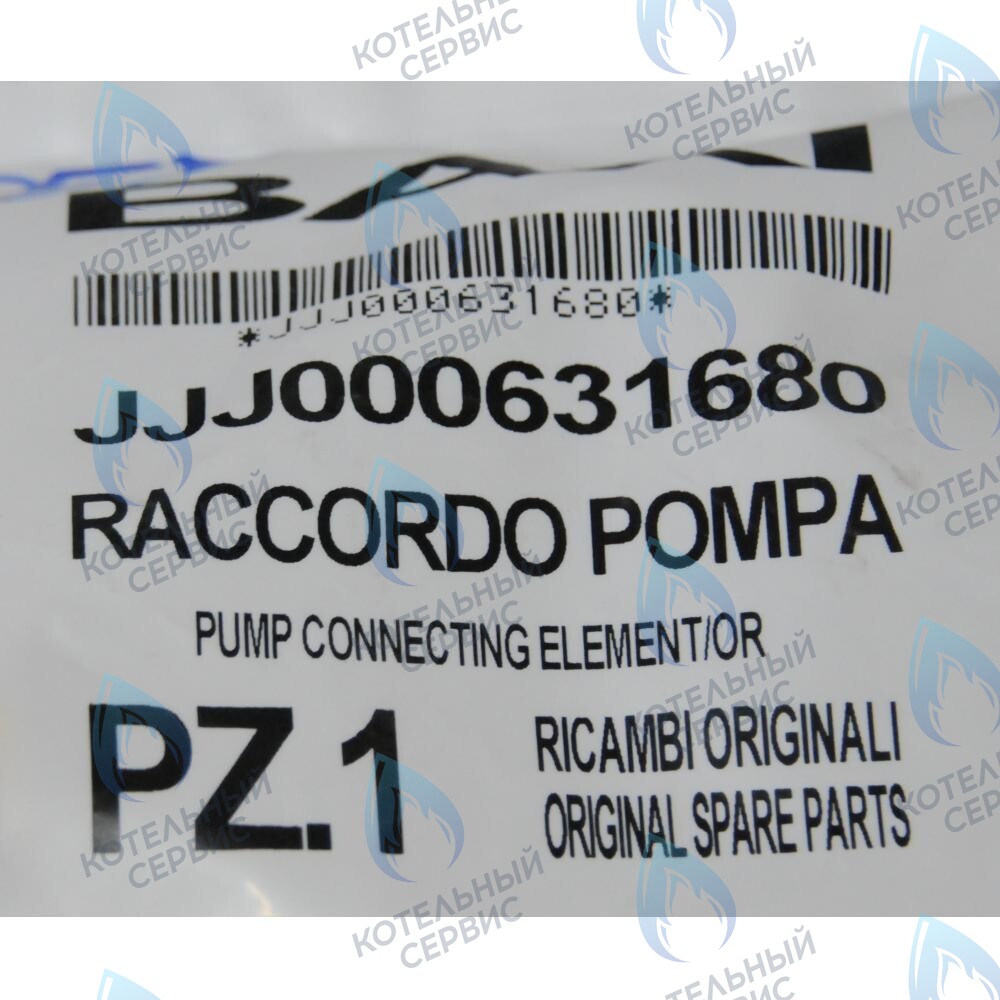 *JJJ000631680*
JJJ000631680
RACCORDO POMPA
PUMP CONNECTING ELEMENT/OR
PZ.1
RICAMBI ORIGINALI
ORIGINAL SPARE PARTS
КОТЕЛЬНЫЙ
СЕРВИС